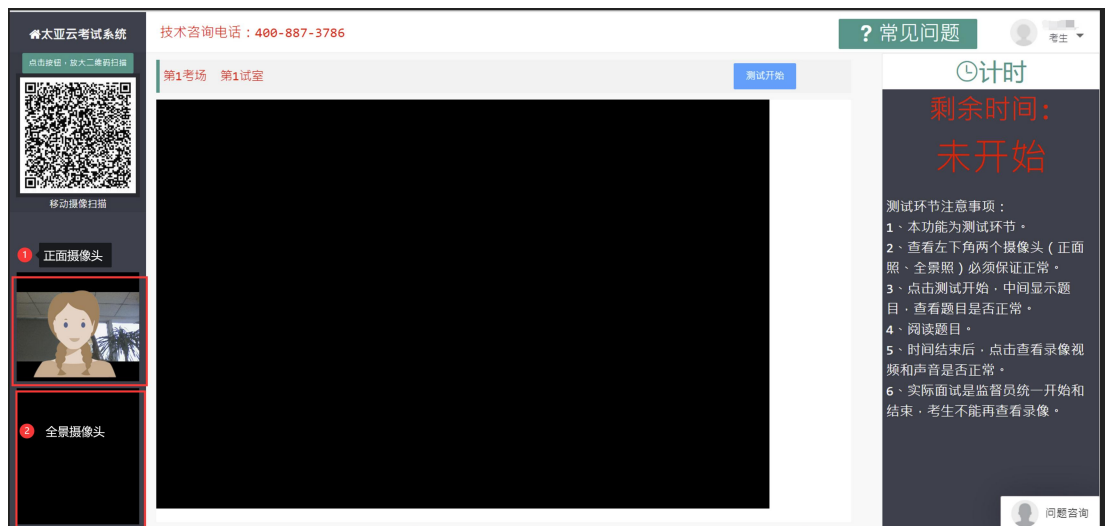 太亚云考试系统
技术咨询电话：400-887-3786
? 常见问题
考生
点击按钮，放大二维码扫描
第1考场 第1试室
测试开始
计时
移动摄像扫描
剩余时间：
未开始
1 正面摄像头
2 全景摄像头
测试环节注意事项：
1、本功能为测试环节。
2、查看左下角两个摄像头（正面
照、全景照）必须保证正常。
3、点击测试开始，中间显示题
目，查看题目是否正常。
4、阅读题目。
5、时间结束后，点击查看录像视
频和声音是否正常。
6、实际面试是监督员统一开始和
结束，考生不能再查看录像。
问题咨询